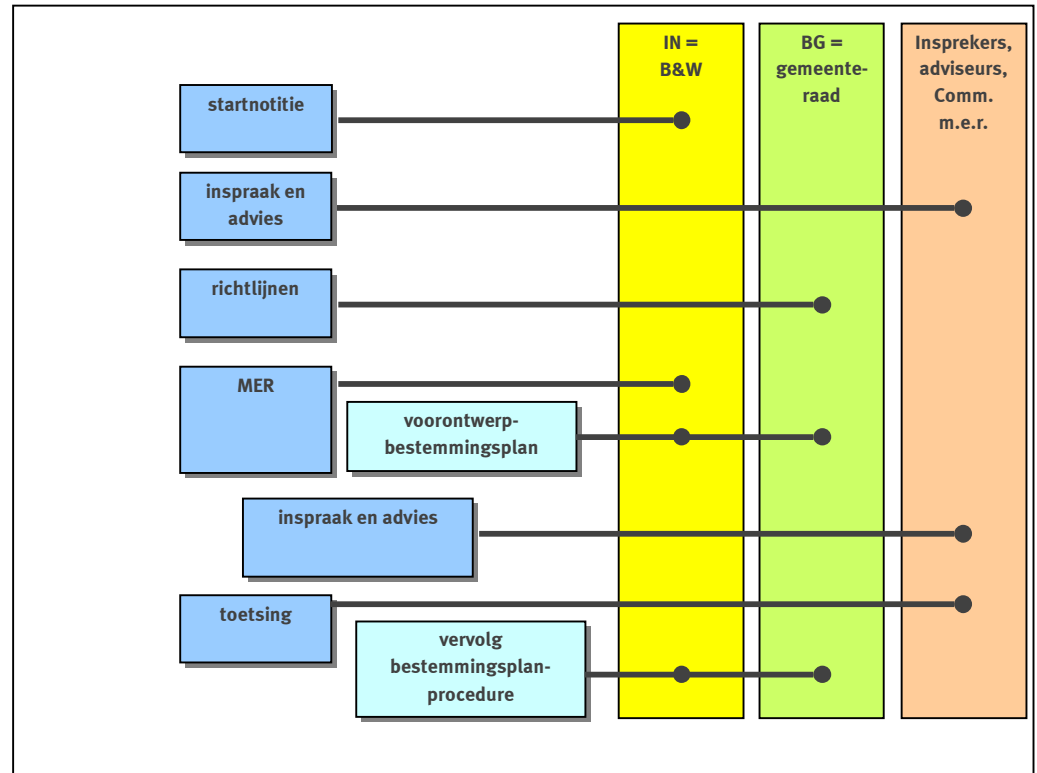 IN =
B&W
BG =
gemeente-
raad
Insprekers,
adviseurs,
Comm.
m.e.r.
startnotitie
inspraak en
advies
richtlijnen
MER
voorontwerp-
bestemmingsplan
inspraak en advies
toetsing
vervolg
bestemmingsplan-
procedure